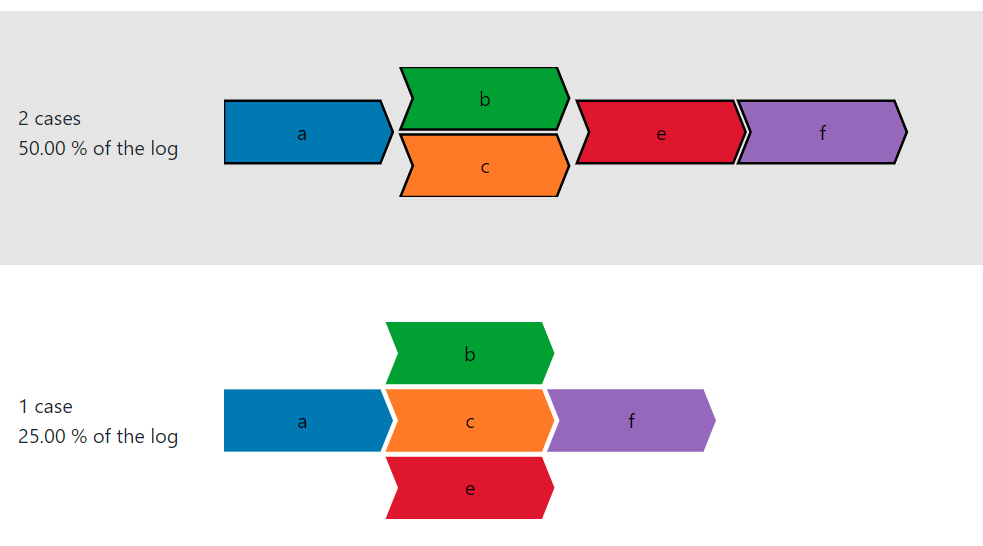 2 cases
50.00 % of the log
a
b
c
e
f
1 case
25.00 % of the log
a
b
c
e
f